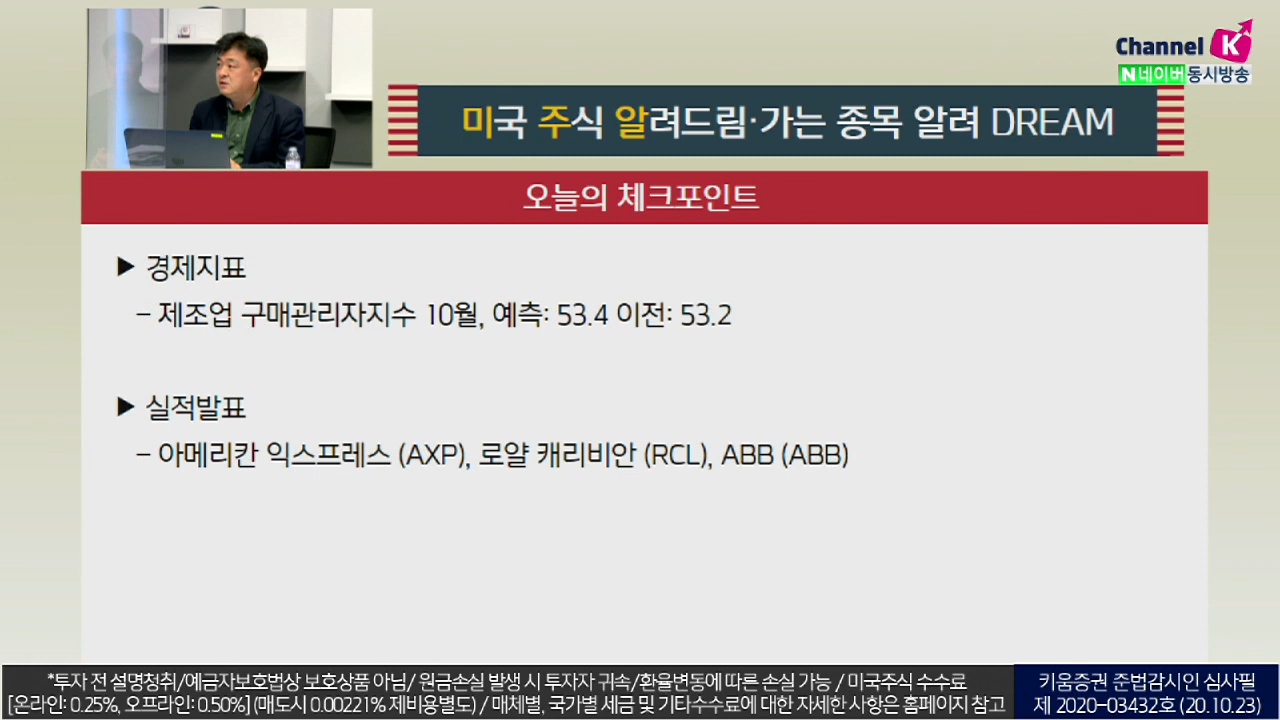 Channel K
N 네이버 동시방송
미국 주식 알려드림·가는 종목 알려 DREAM
오늘의 체크포인트
▶ 경제지표
– 제조업 구매관리자지수 10월, 예측: 53.4 이전: 53.2
▶ 실적발표
– 아메리칸 익스프레스 (AXP), 로얄 캐리비안 (RCL), ABB (ABB)
*투자 전 설명청취/예금자보호법상 보호상품 아님/ 원금손실 발생 시 투자자 귀속/환율변동에 따른 손실 가능 / 미국주식 수수료
[온라인: 0.25%, 오프라인: 0.50%] (매도시 0.00221% 제비용별도) / 매체별, 국가별 세금 및 기타수수료에 대한 자세한 사항은 홈페이지 참고
키움증권 준법감시인 심사필
제 2020-03432호 (20.10.23)